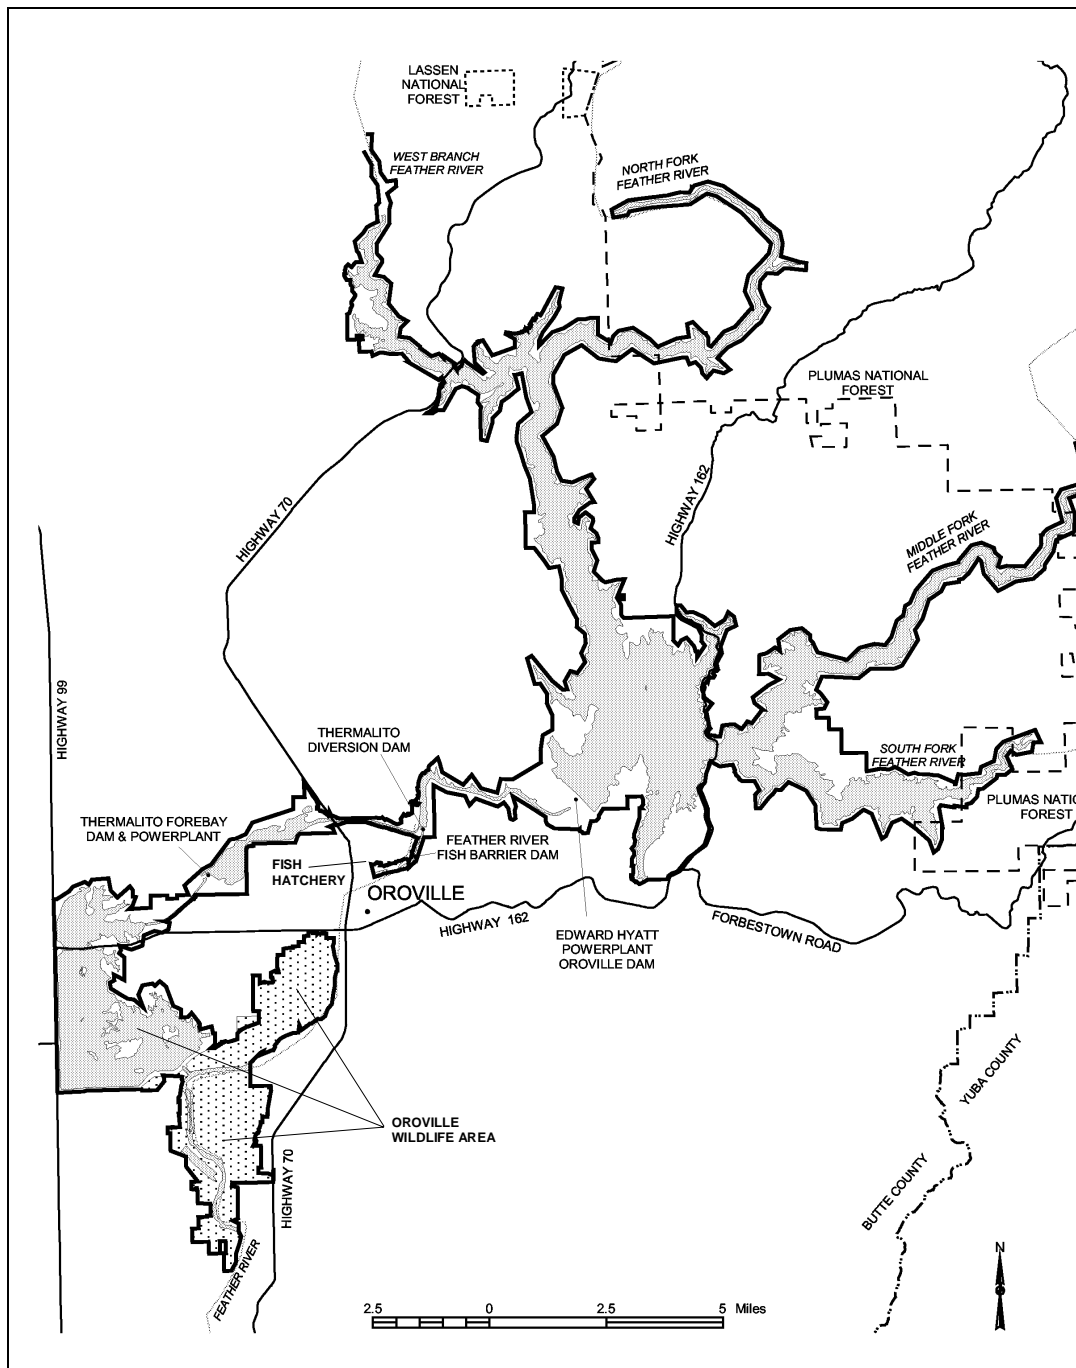 LASSEN
NATIONAL
FOREST
WEST BRANCH
FEATHER RIVER
NORTH FORK
FEATHER RIVER
PLUMAS NATIONAL
FOREST
HIGHWAY 70
HIGHWAY 162
MIDDLE FORK
FEATHER RIVER
HIGHWAY 99
THERMALITO
DIVERSION DAM
SOUTH FORK
FEATHER RIVER
PLUMAS NATIO
FOREST
THERMALITO FOREBAY
DAM & POWERPLANT
FEATHER RIVER
FISH BARRIER DAM
FISH
HATCHERY
OROVILLE
HIGHWAY 162
FORBESTOWN ROAD
EDWARD HYATT
POWERPLANT
OROVILLE DAM
YUBA COUNTY
BUTTE COUNTY
OROVILLE
WILDLIFE AREA
HIGHWAY 70
FEATHER RIVER
N
2.5 0 2.5 5 Miles